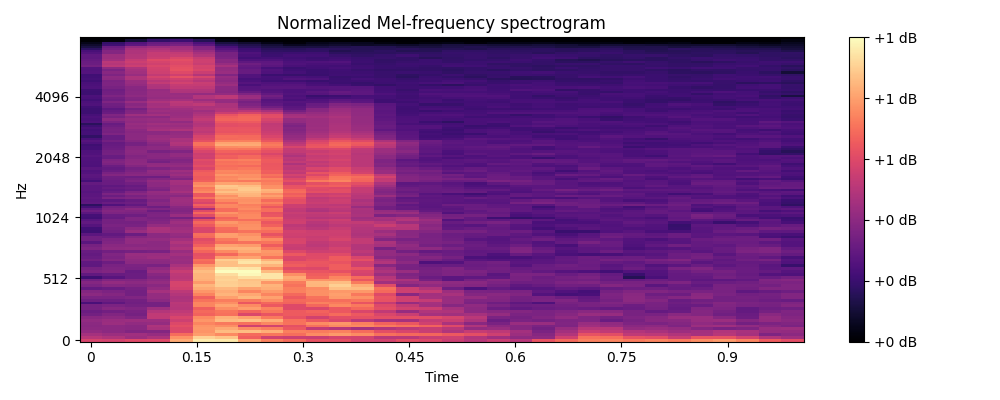 Normalized Mel-frequency spectrogram
Hz
4096
2048
1024
512
0
0 0.15 0.3 0.45 0.6 0.75 0.9
Time
+1 dB
+1 dB
+1 dB
+0 dB
+0 dB
+0 dB